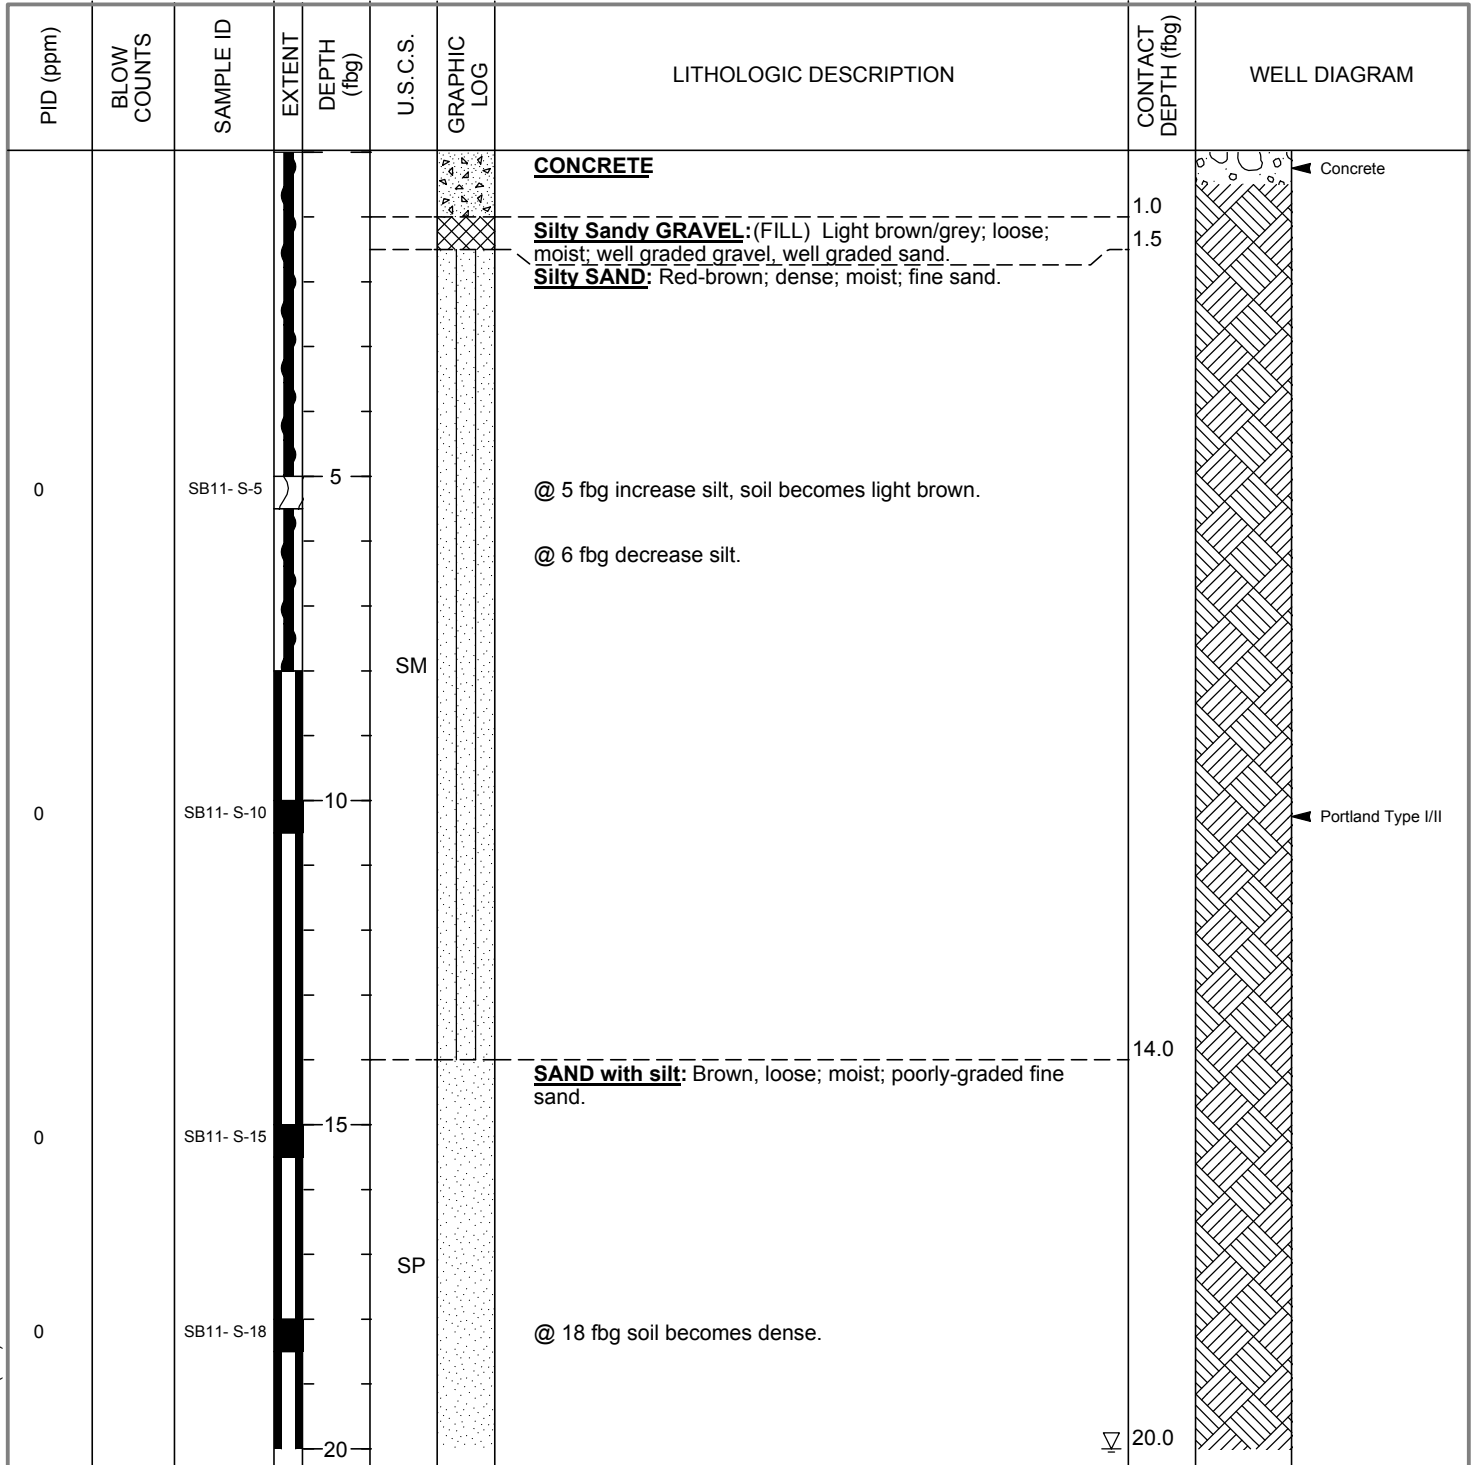 PID (ppm)
BLOW
COUNTS
SAMPLE ID
EXTENT
DEPTH
(fbg)
U.S.C.S.
GRAPHIC
LOG
LITHOLOGIC DESCRIPTION
CONTACT
DEPTH (fbg)
WELL DIAGRAM
CONCRETE
Concrete
1.0
Silty Sandy GRAVEL: (FILL) Light brown/grey; loose;
moist; well graded gravel, well graded sand.
1.5
Silty SAND: Red-brown; dense; moist; fine sand.
0
SB11- S-5
5
@ 5 fbg increase silt, soil becomes light brown.
@ 6 fbg decrease silt.
SM
0
SB11- S-10
10
Portland Type I/II
14.0
SAND with silt: Brown, loose; moist; poorly-graded fine
sand.
0
SB11- S-15
15
SP
0
SB11- S-18
@ 18 fbg soil becomes dense.
20
20.0